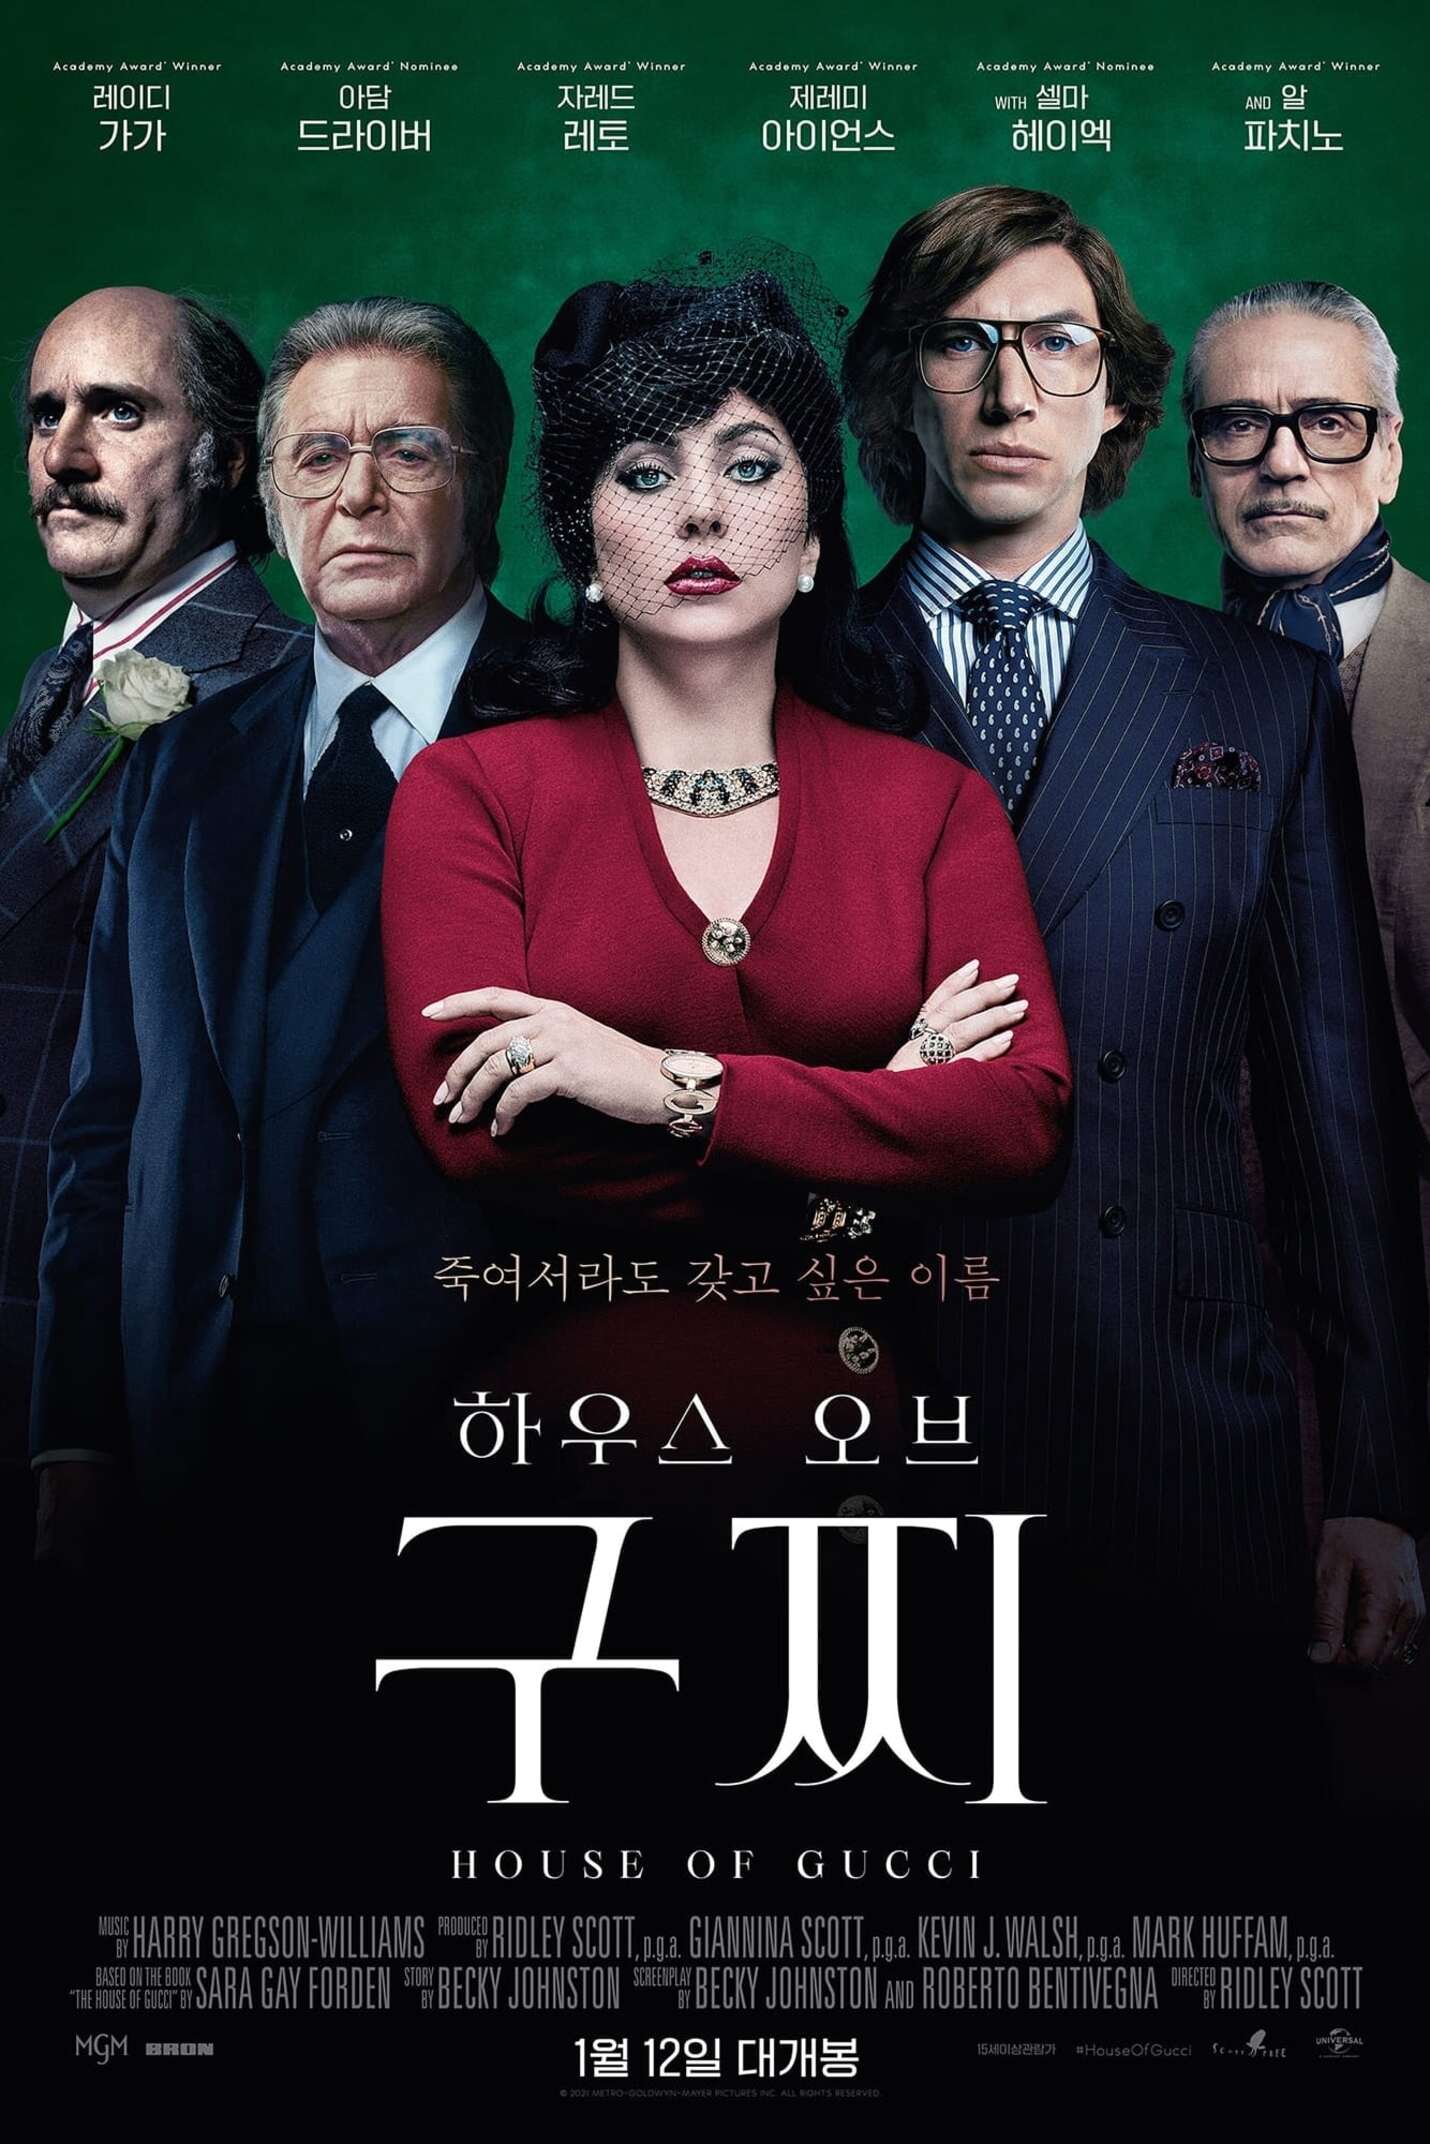 Academy Award® Winner
레이디
가가
Academy Award® Nominee
아담
드라이버
Academy Award® Winner
자레드
레토
Academy Award® Winner
제레미
아이언스
Academy Award® Nominee
WITH 셀마
헤이엑
Academy Award® Winner
AND 알
파치노
죽여서라도 갖고 싶은 이름
하우스 오브
구찌
HOUSE OF GUCCI
MUSIC BY HARRY GREGSON-WILLIAMS PRODUCED BY RIDLEY SCOTT, p.g.a. GIANNINA SCOTT, p.g.a. KEVIN J. WALSH, p.g.a. MARK HUFFAM, p.g.a.
BASED ON THE BOOK "THE HOUSE OF GUCCI" BY SARA GAY FORDEN STORY BY BECKY JOHNSTON SCREENPLAY BY BECKY JOHNSTON AND ROBERTO BENTIVEGNA DIRECTED BY RIDLEY SCOTT
MGM BRON
1월 12일 대개봉
15세이상관람가 #HouseOfGucci SCOTT FREE UNIVERSAL
© 2021 METRO-GOLDWYN-MAYER PICTURES INC. ALL RIGHTS RESERVED.